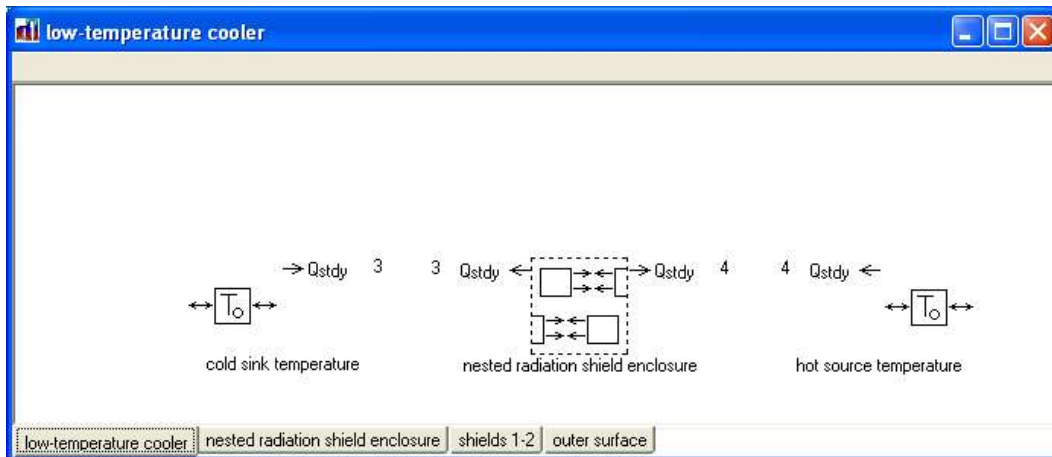 low-temperature cooler
Qstdy 3 3 Qstdy Qstdy 4 4 Qstdy
To To
cold sink temperature nested radiation shield enclosure hot source temperature
low-temperature cooler nested radiation shield enclosure shields 1-2 outer surface